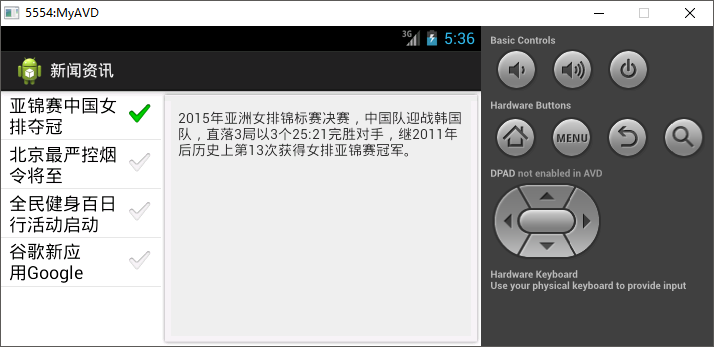 5554:MyAVD
3G 5:36
新闻资讯
亚锦赛中国女
排夺冠
北京最严控烟
令将至
全民健身百日
行活动启动
谷歌新应
用Google
2015年亚洲女排锦标赛决赛，中国队迎战韩国
队，直落3局以3个25:21完胜对手，继2011年
后历史上第13次获得女排亚锦赛冠军。
Basic Controls
Hardware Buttons
MENU
DPAD not enabled in AVD
Hardware Keyboard
Use your physical keyboard to provide input